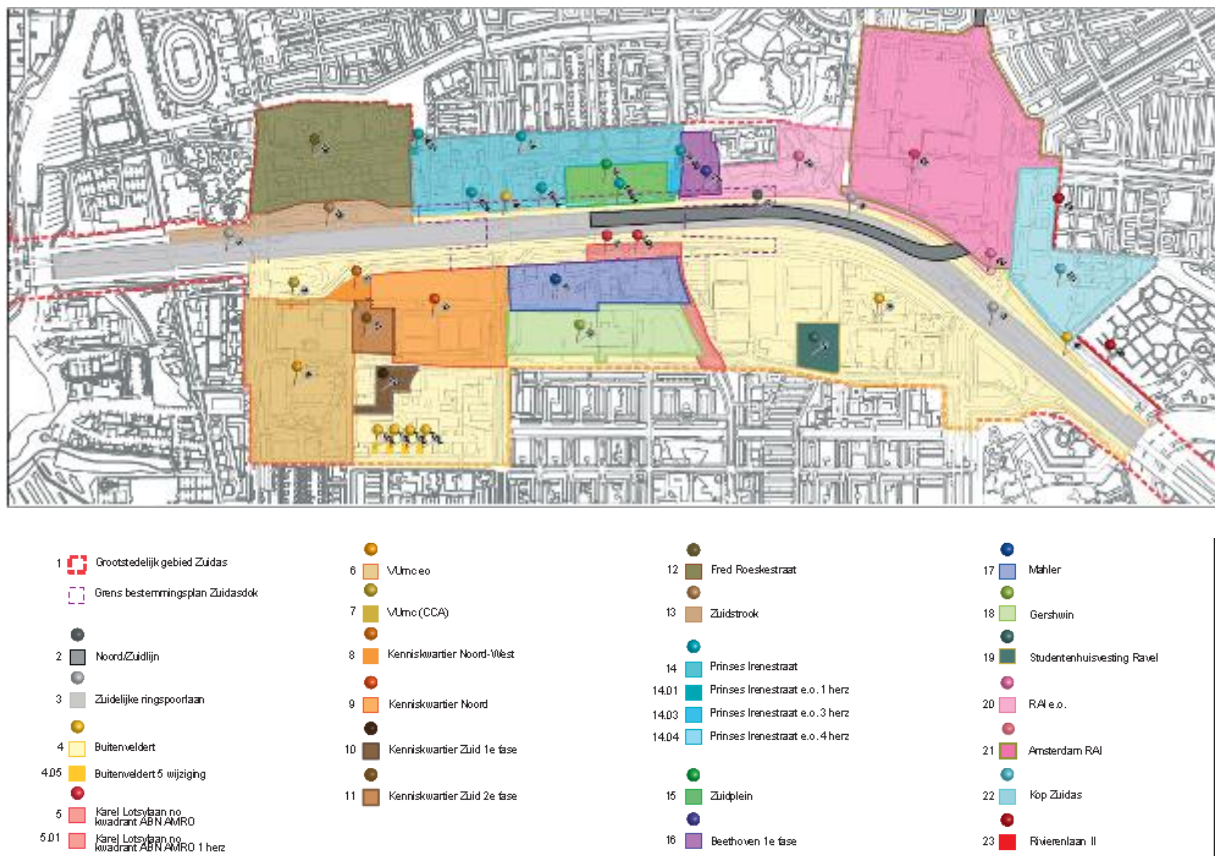 1 Grootstedelijk gebied Zuidas
Grens bestemmingsplan Zuidasdok
2 Noord/Zuidlijn
3 Zuidelijke ringspoorlaan
4 Buitenveldert
4.05 Buitenveldert 5 wijziging
5 Karel Lotsylaan no
kwadrant ABN AMRO
5.01 Karel Lotsylaan no
kwadrant ABN AMRO 1 herz
6 VUmc eo
7 VUmc (CCA)
8 Kenniskwartier Noord-West
9 Kenniskwartier Noord
10 Kenniskwartier Zuid 1e fase
11 Kenniskwartier Zuid 2e fase
12 Fred Roeskestraat
13 Zuidstrook
14 Prinses Irenestraat
14.01 Prinses Irenestraat e.o. 1 herz
14.03 Prinses Irenestraat e.o. 3 herz
14.04 Prinses Irenestraat e.o. 4 herz
15 Zuidplein
16 Beethoven 1e fase
17 Mahler
18 Gershwin
19 Studentenhuisvesting Ravel
20 RAI e.o.
21 Amsterdam RAI
22 Kop Zuidas
23 Rivierenlaan II